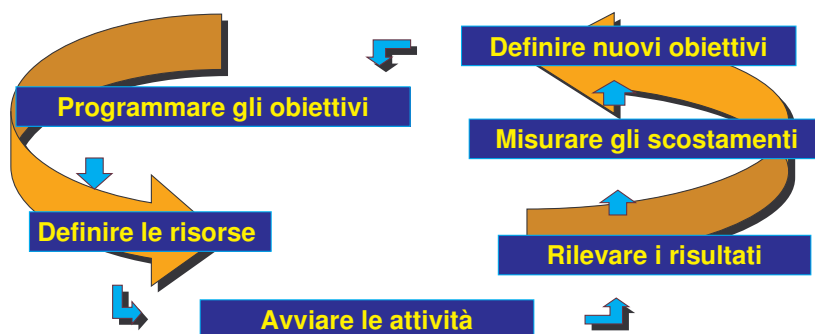 Definire nuovi obiettivi
Programmare gli obiettivi
Misurare gli scostamenti
Definire le risorse
Rilevare i risultati
Avviare le attività